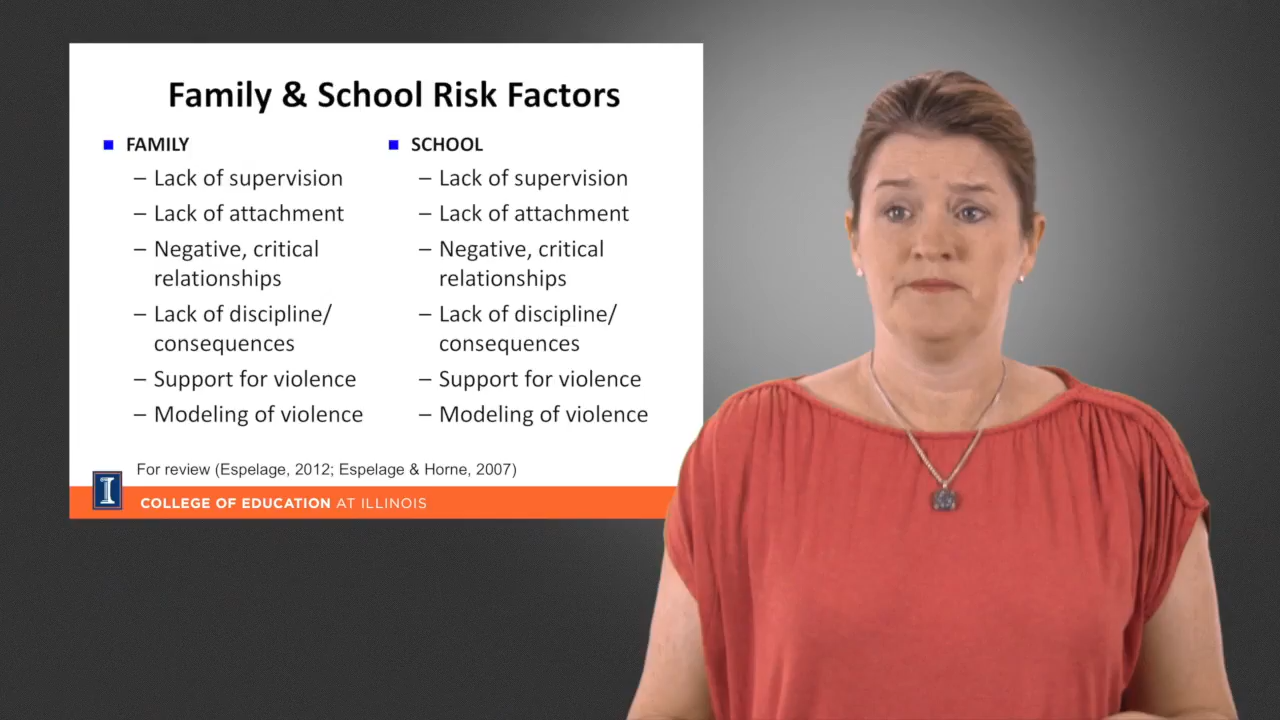 Family & School Risk Factors
FAMILY
– Lack of supervision
– Lack of attachment
– Negative, critical
relationships
– Lack of discipline/
consequences
– Support for violence
– Modeling of violence
SCHOOL
– Lack of supervision
– Lack of attachment
– Negative, critical
relationships
– Lack of discipline/
consequences
– Support for violence
– Modeling of violence
For review (Espelage, 2012; Espelage & Horne, 2007)
I
COLLEGE OF EDUCATION AT ILLINOIS